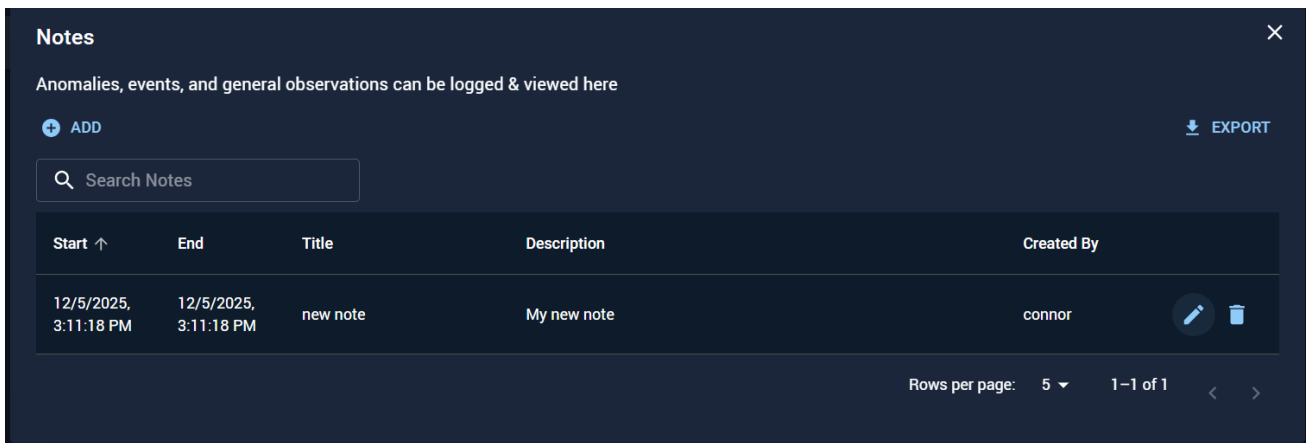 Notes
Anomalies, events, and general observations can be logged & viewed here
ADD
EXPORT
Search Notes
Start End Title Description Created By
12/5/2025, 12/5/2025,
3:11:18 PM 3:11:18 PM new note My new note connor
Rows per page: 5 1–1 of 1